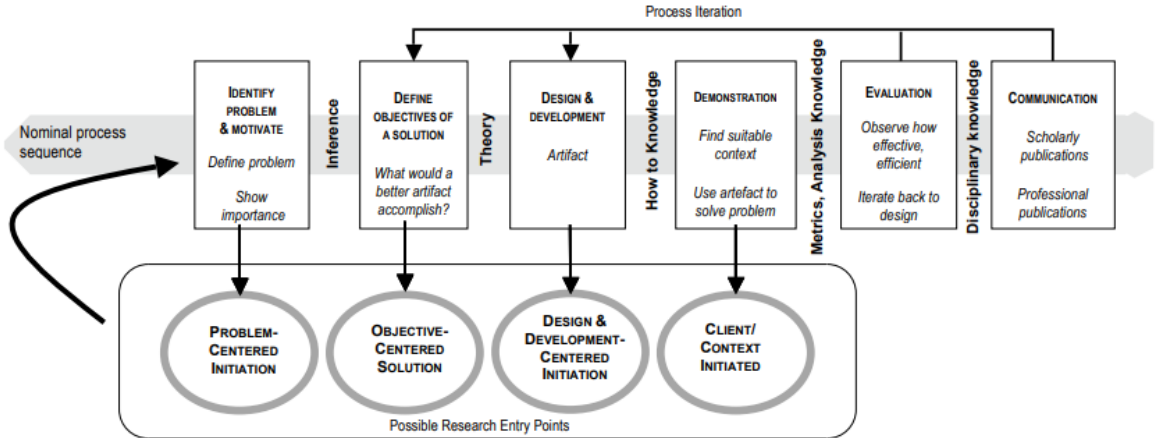 Process Iteration
Nominal process
sequence
IDENTIFY
PROBLEM
& MOTIVATE
Define problem
Show
importance
Inference
DEFINE
OBJECTIVES OF
A SOLUTION
What would a
better artifact
accomplish?
Theory
DESIGN &
DEVELOPMENT
Artifact
How to Knowledge
DEMONSTRATION
Find suitable
context
Use artefact to
solve problem
Metrics, Analysis Knowledge
EVALUATION
Observe how
effective,
efficient
Iterate back to
design
Disciplinary knowledge
COMMUNICATION
Scholarly
publications
Professional
publications
PROBLEM-
CENTERED
INITIATION
OBJECTIVE-
CENTERED
SOLUTION
DESIGN &
DEVELOPMENT-
CENTERED
INITIATION
CLIENT/
CONTEXT
INITIATED
Possible Research Entry Points